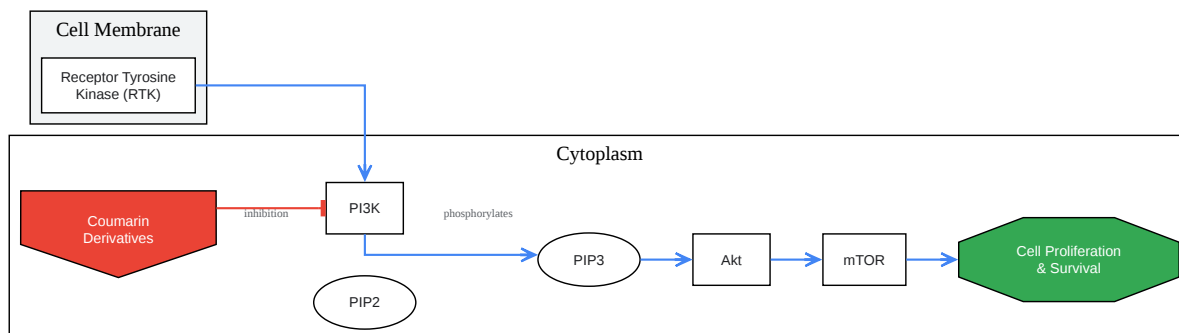 Cell Membrane
Receptor Tyrosine
Kinase (RTK)
Cytoplasm
Coumarin
Derivatives
inhibition
PI3K
phosphorylates
PIP2
PIP3
Akt
mTOR
Cell Proliferation
& Survival